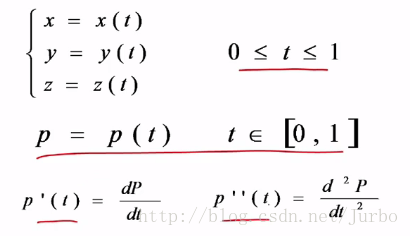 x = x(t)
y = y(t)    0 ≤ t ≤ 1
z = z(t)
p = p(t)    t ∈ [0,1]
p'(t) = dP/dt    p''(t) = d²P/dt²
http://blog.csdn.net/Jurbo